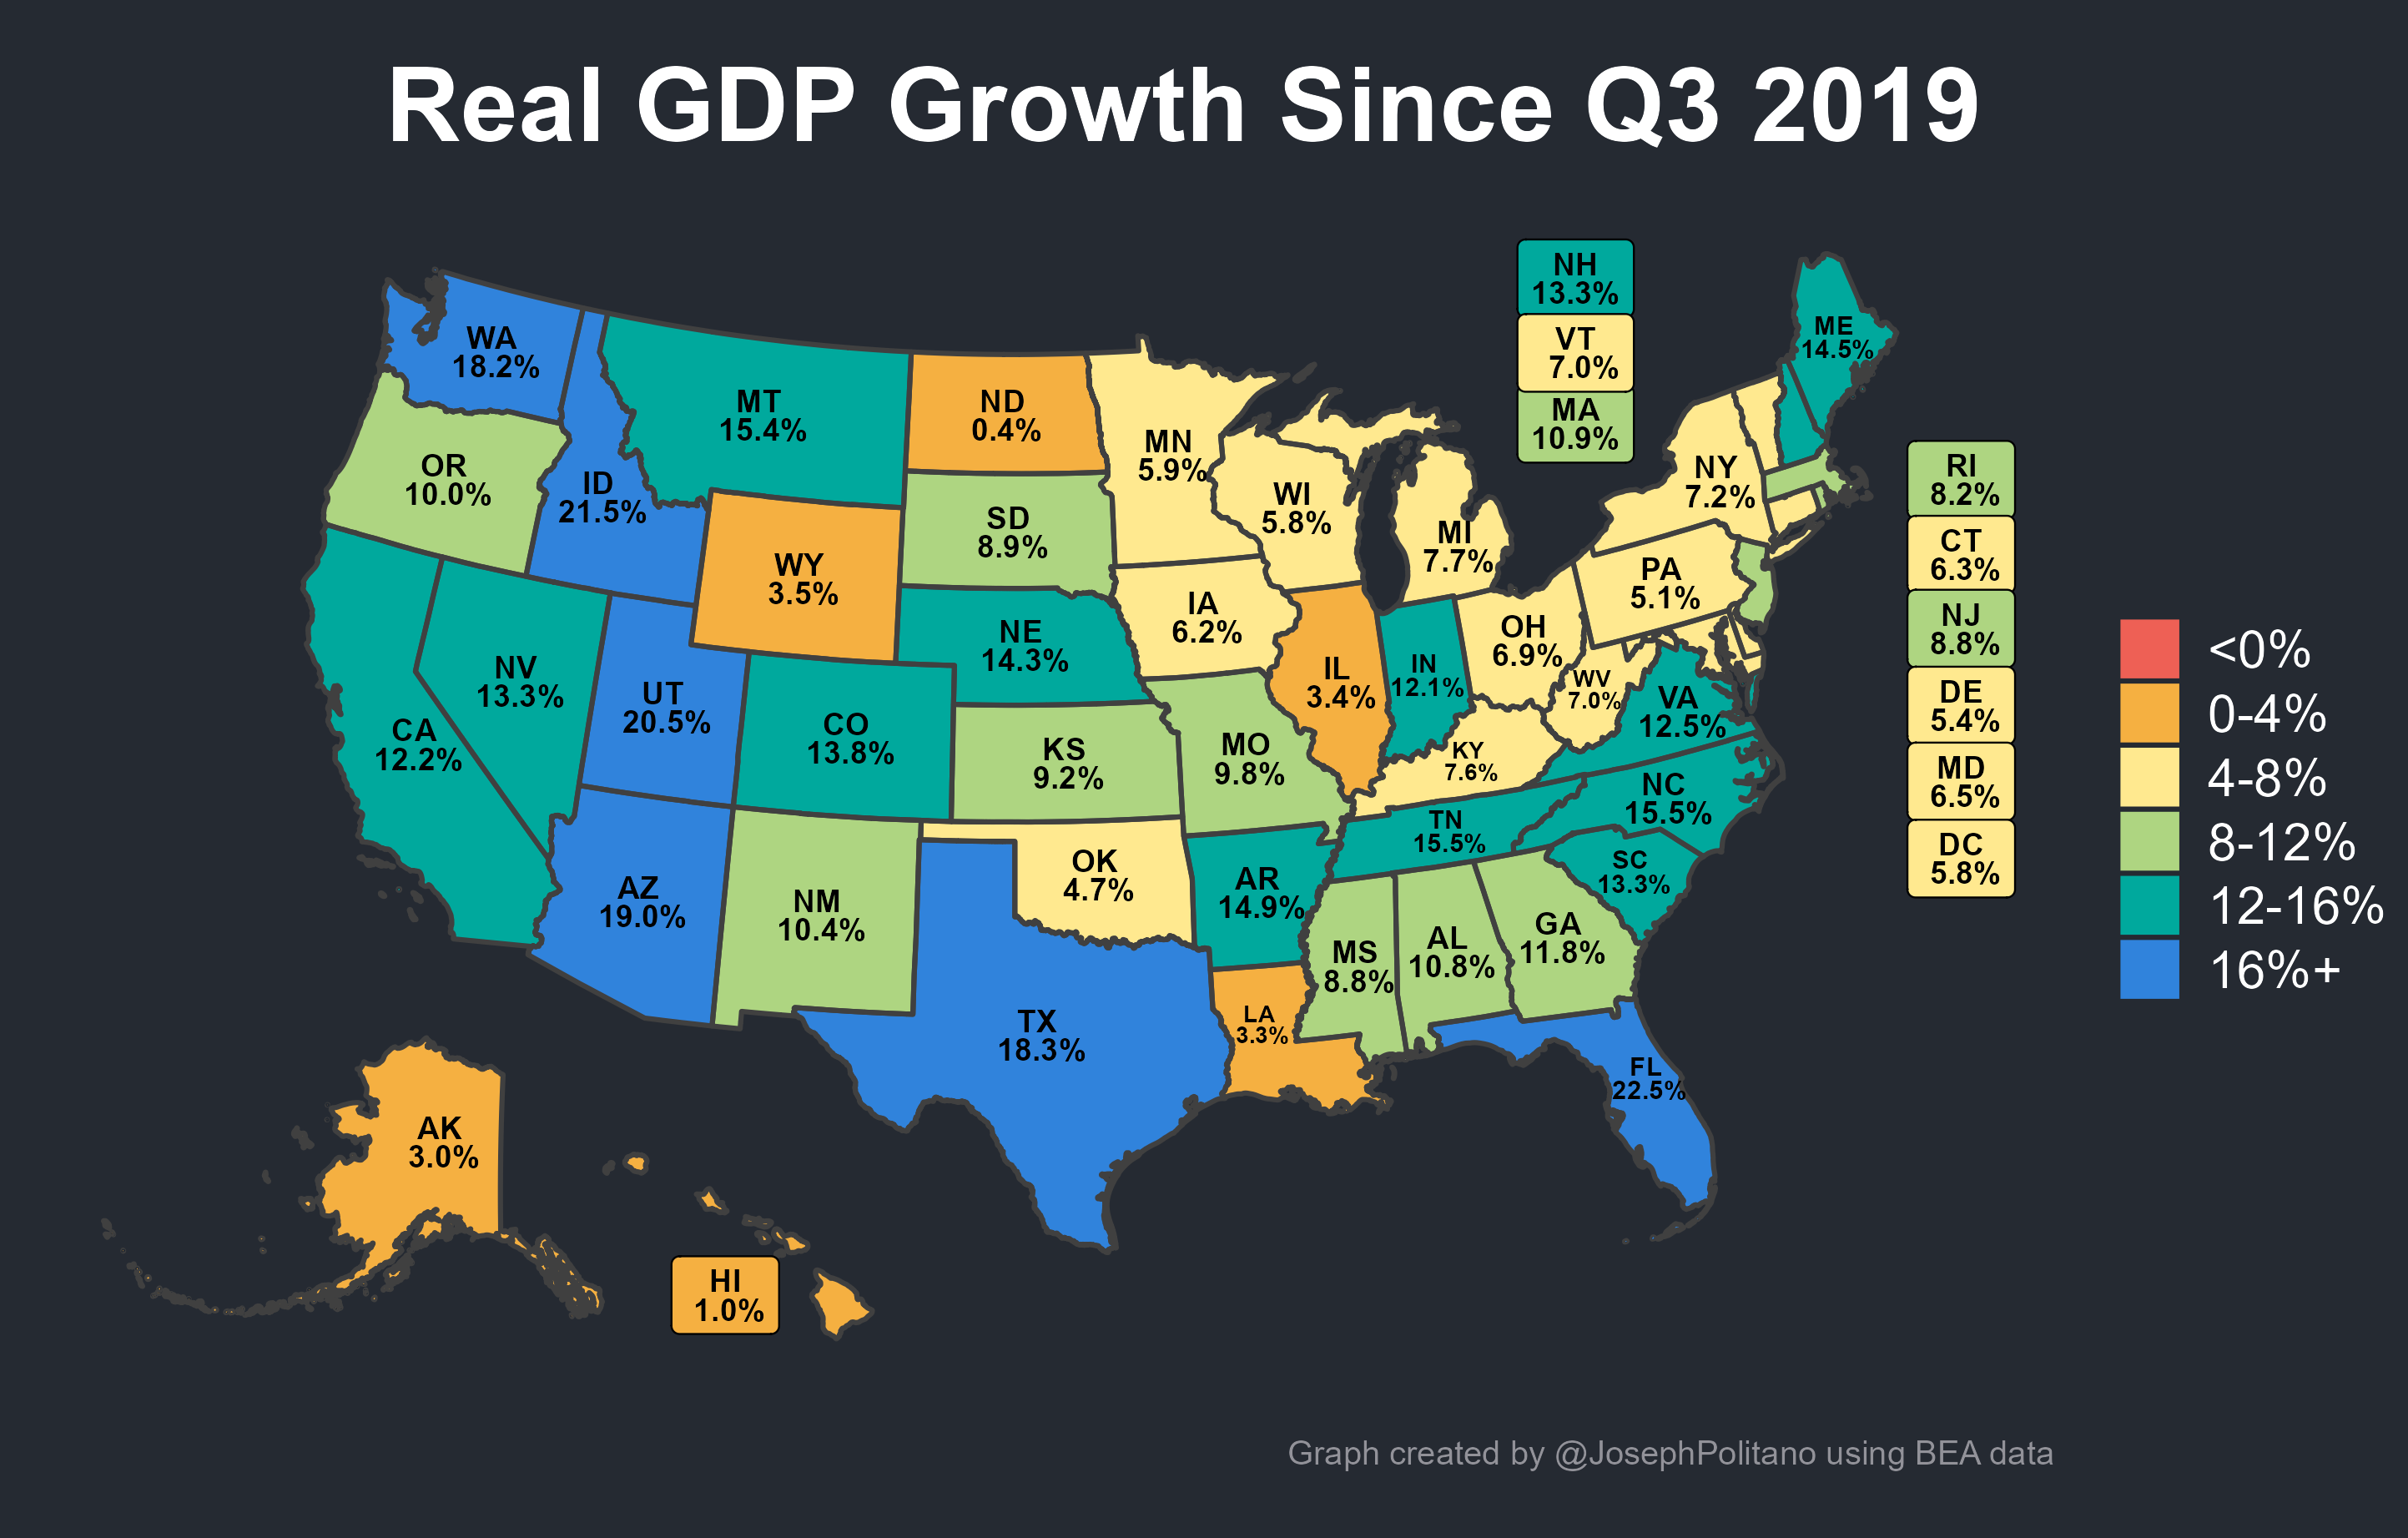 Real GDP Growth Since Q3 2019
NH
13.3%
VT
7.0%
MA
10.9%
ME
14.5%
WA
18.2%
MT
15.4%
ND
0.4%
MN
5.9%
OR
10.0%
ID
21.5%
SD
8.9%
WI
5.8%
MI
7.7%
NY
7.2%
RI
8.2%
CT
6.3%
NJ
8.8%
DE
5.4%
MD
6.5%
DC
5.8%
WY
3.5%
NE
14.3%
IA
6.2%
IL
3.4%
IN
12.1%
OH
6.9%
PA
5.1%
WV
7.0%
VA
12.5%
NV
13.3%
UT
20.5%
CO
13.8%
CA
12.2%
KS
9.2%
MO
9.8%
KY
7.6%
NC
15.5%
TN
15.5%
SC
13.3%
AZ
19.0%
NM
10.4%
OK
4.7%
AR
14.9%
MS
8.8%
AL
10.8%
GA
11.8%
TX
18.3%
LA
3.3%
FL
22.5%
AK
3.0%
HI
1.0%
<0%
0-4%
4-8%
8-12%
12-16%
16%+
Graph created by @JosephPolitano using BEA data